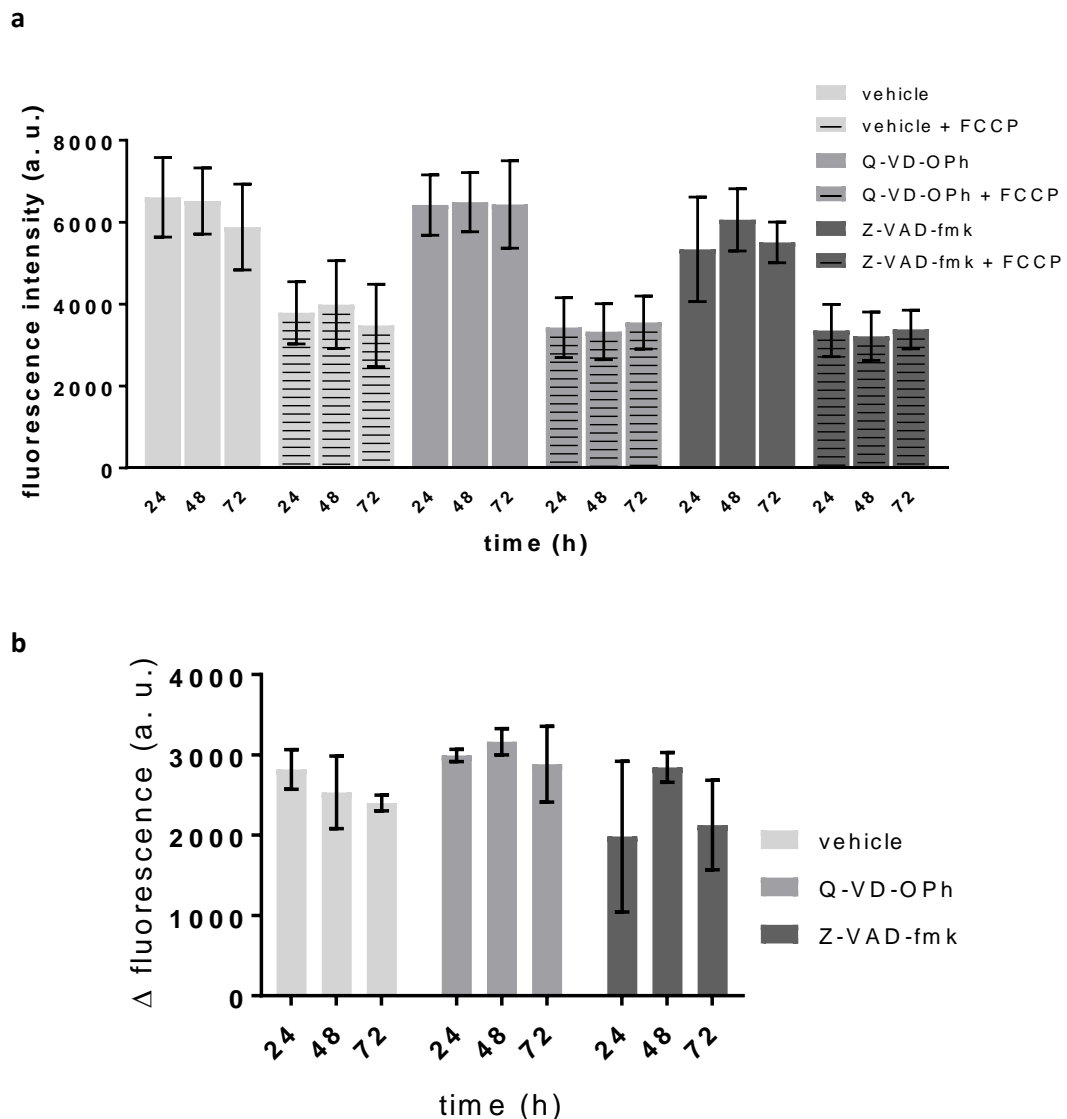 a
vehicle
vehicle + FCCP
Q-VD-OPh
Q-VD-OPh + FCCP
Z-VAD-fmk
Z-VAD-fmk + FCCP
fluorescence intensity (a. u.)
8000
6000
4000
2000
0
24 48 72 24 48 72 24 48 72 24 48 72 24 48 72 24 48 72
time (h)
b
Δ fluorescence (a. u.)
4000
3000
2000
1000
0
vehicle
Q-VD-OPh
Z-VAD-fmk
24 48 72 24 48 72 24 48 72
time (h)